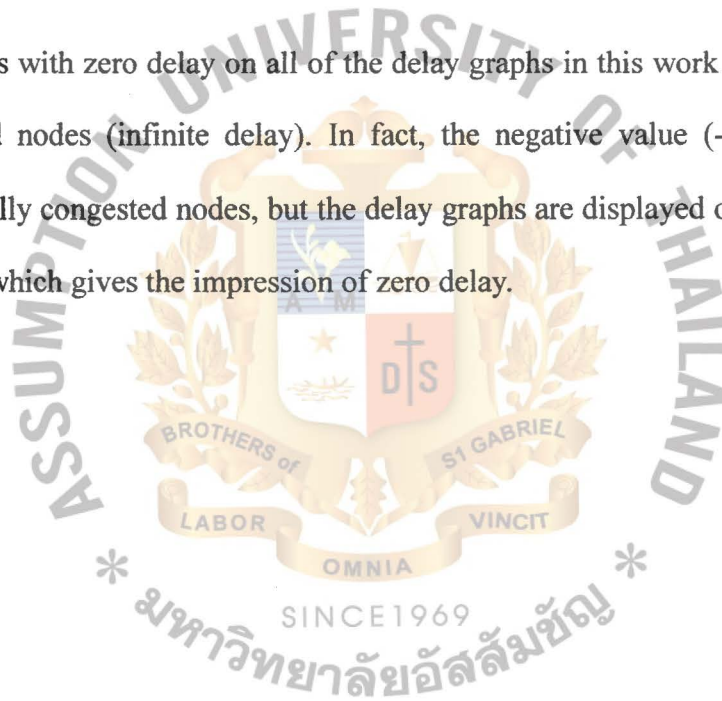 s with zero delay on all of the delay graphs in this work
nodes (infinite delay). In fact, the negative value (-
lly congested nodes, but the delay graphs are displayed
which gives the impression of zero delay.
ASSUMPTION UNIVERSITY OF THAILAND
A M
D S
BROTHERS of ST GABRIEL
LABOR
VINCIT
OMNIA
SINCE1969
* มหาวิทยาลัยอัสสัมชัญ *